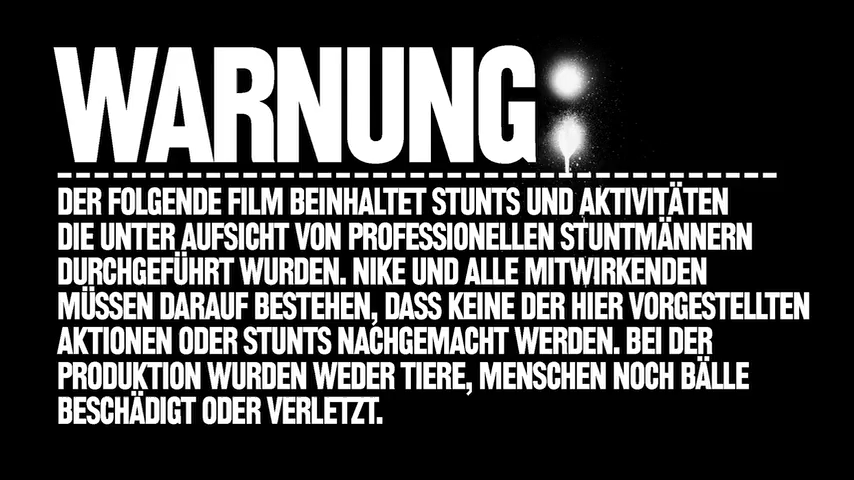 WARNUNG:
DER FOLGENDE FILM BEINHALTET STUNTS UND AKTIVITÄTEN
DIE UNTER AUFSICHT VON PROFESSIONELLEN STUNTMÄNNERN
DURCHGEFÜHRT WURDEN. NIKE UND ALLE MITWIRKENDEN
MÜSSEN DARAUF BESTEHEN, DASS KEINE DER HIER VORGESTELLTEN
AKTIONEN ODER STUNTS NACHGEMACHT WERDEN. BEI DER
PRODUKTION WURDEN WEDER TIERE, MENSCHEN NOCH BÄLLE
BESCHÄDIGT ODER VERLETZT.